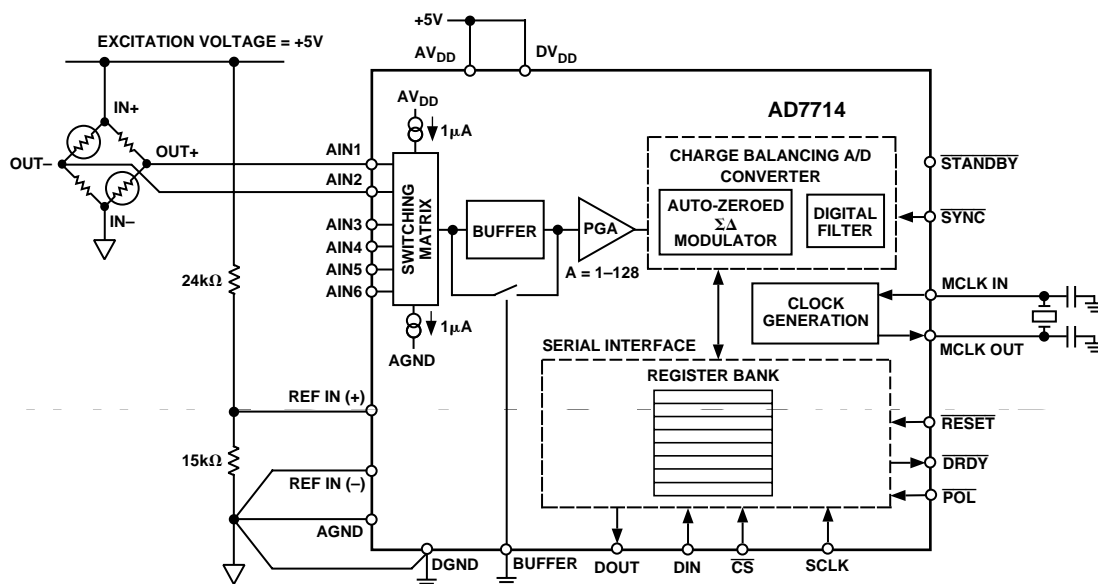 +5V
EXCITATION VOLTAGE = +5V
AVDD
DVDD
AD7714
AVDD
1µA
IN+
OUT–
OUT+
IN–
AIN1
AIN2
AIN3
AIN4
AIN5
AIN6
SWITCHING
MATRIX
BUFFER
PGA
A = 1–128
CHARGE BALANCING A/D
CONVERTER
AUTO-ZEROED
ΣΔ
MODULATOR
DIGITAL
FILTER
STANDBY
SYNC
24kΩ
1µA
AGND
CLOCK
GENERATION
MCLK IN
MCLK OUT
SERIAL INTERFACE
REGISTER BANK
REF IN (+)
15kΩ
REF IN (–)
AGND
RESET
DRDY
POL
DGND
BUFFER
DOUT
DIN
CS
SCLK